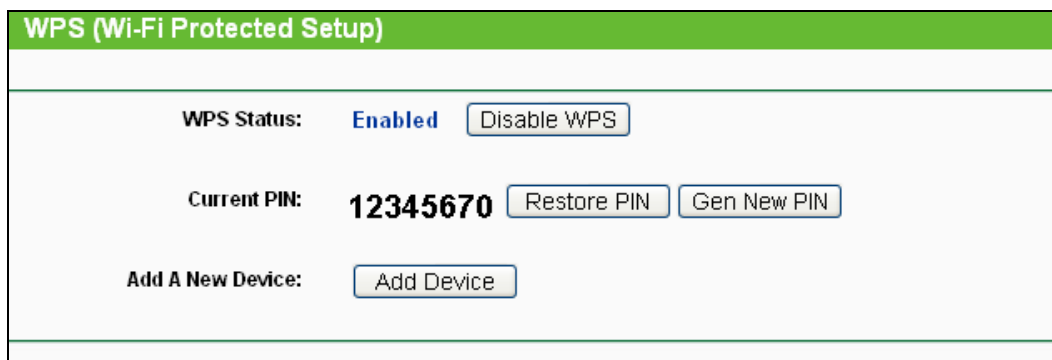 WPS (Wi-Fi Protected Setup)
WPS Status: Enabled Disable WPS
Current PIN: 12345670 Restore PIN Gen New PIN
Add A New Device: Add Device